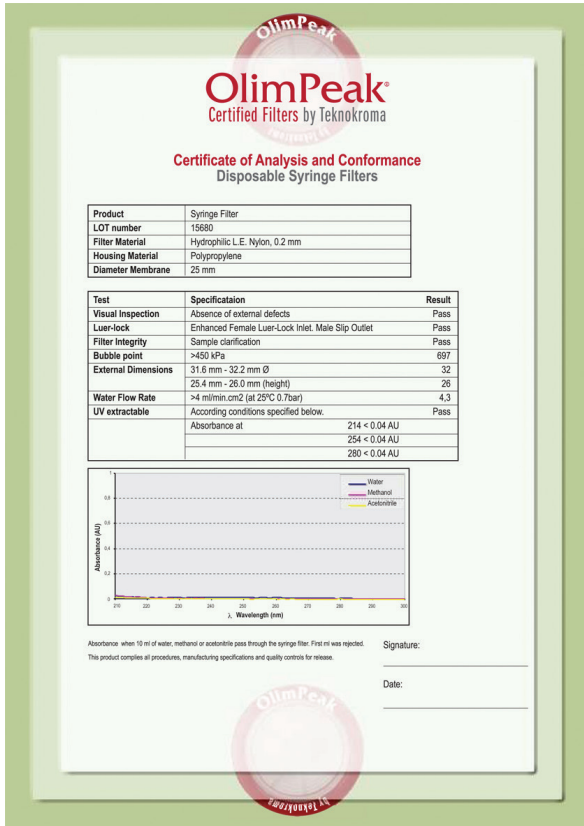 OlimPeak
OlimPeak®
Certified Filters by Teknokroma
by Teknokroma
Certificate of Analysis and Conformance
Disposable Syringe Filters
Product Syringe Filter
LOT number 15680
Filter Material Hydrophilic L.E. Nylon, 0.2 mm
Housing Material Polypropylene
Diameter Membrane 25 mm
Test Specificataion Result
Visual Inspection Absence of external defects Pass
Luer-lock Enhanced Female Luer-Lock Inlet. Male Slip Outlet Pass
Filter Integrity Sample clarification Pass
Bubble point >450 kPa 697
External Dimensions 31.6 mm - 32.2 mm Ø 32
25.4 mm - 26.0 mm (height) 26
Water Flow Rate >4 ml/min.cm2 (at 25ºC 0.7bar) 4,3
UV extractable According conditions specified below. Pass
Absorbance at 214 < 0.04 AU
254 < 0.04 AU
280 < 0.04 AU
1
0,8
0,6
0,4
0,2
0
Absorbance (AU)
Water
Methanol
Acetonitrile
210 220 230 240 250 260 270 280 290 300
λ Wavelength (nm)
Absorbance when 10 ml of water, methanol or acetonitrile pass through the syringe filter. First ml was rejected.
This product complies all procedures, manufacturing specifications and quality controls for release.
Signature:
Date:
OlimPeak
by Teknokroma